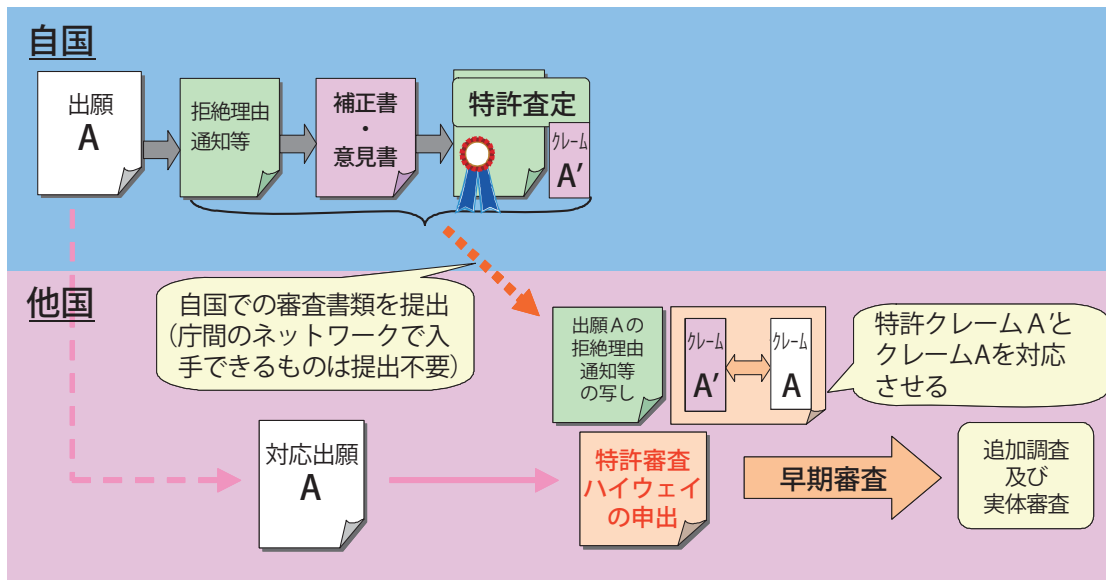 自国
出願
A
拒絶理由
通知等
補正書
・
意見書
特許査定
クレーム
A'
他国
自国での審査書類を提出
(庁間のネットワークで入
手できるものは提出不要)
出願Aの
拒絶理由
通知等
の写し
クレーム
A'
クレーム
A
特許クレームA'と
クレームAを対応
させる
対応出願
A
特許審査
ハイウェイ
の申出
早期審査
追加調査
及び
実体審査